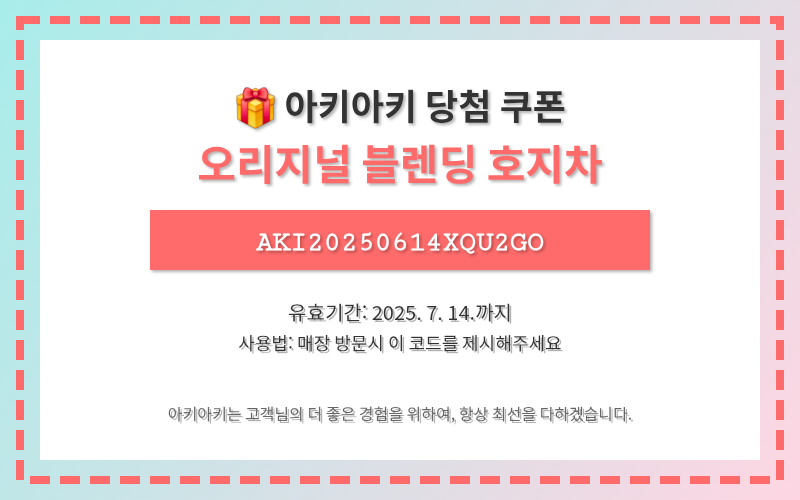 아키아키 당첨 쿠폰
오리지널 블렌딩 호지차
AKI20250614XQU2GO
유효기간: 2025. 7. 14.까지
사용법: 매장 방문시 이 코드를 제시해주세요
아키아키는 고객님의 더 좋은 경험을 위하여, 항상 최선을 다하겠습니다.